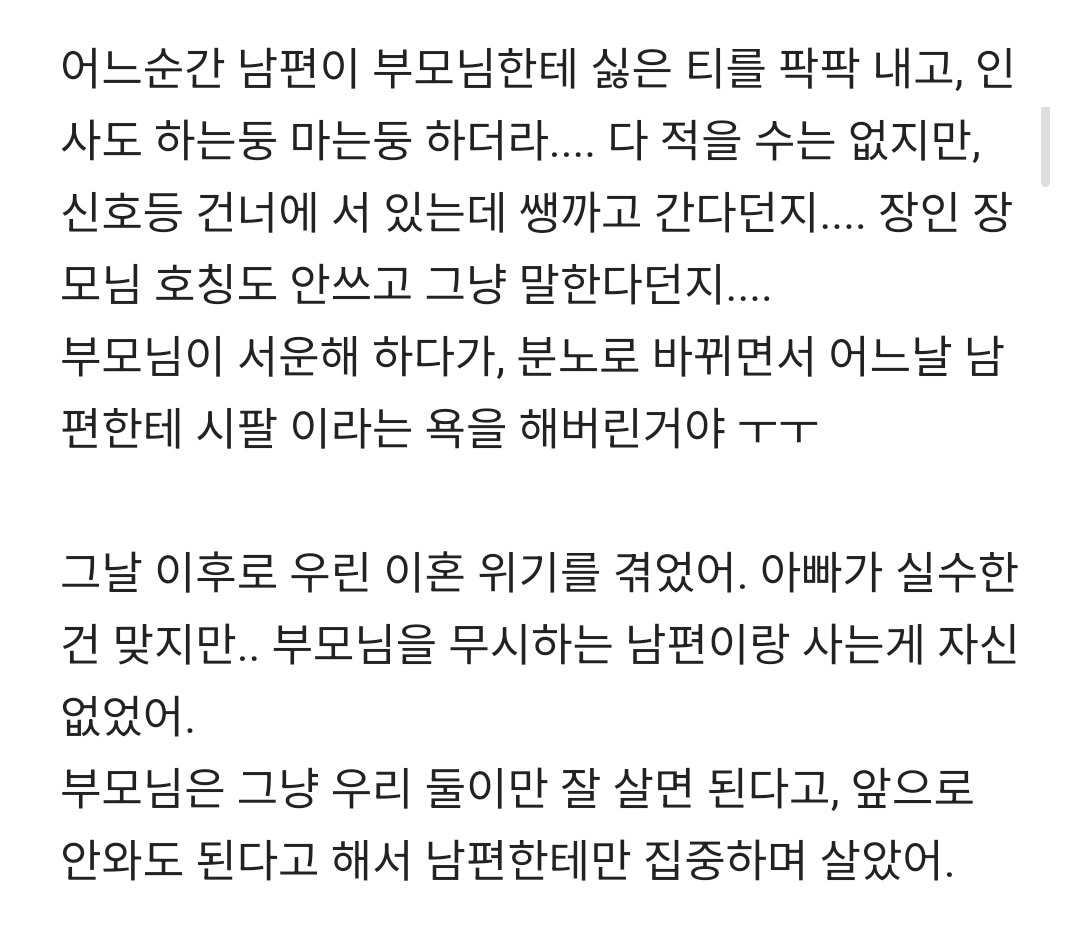 어느순간 남편이 부모님한테 싫은 티를 팍팍 내고, 인
사도 하는둥 마는둥 하더라.... 다 적을 수는 없지만,
신호등 건너에 서 있는데 쌩까고 간다던지.... 장인 장
모님 호칭도 안쓰고 그냥 말한다던지....
부모님이 서운해 하다가, 분노로 바뀌면서 어느날 남
편한테 시팔 이라는 욕을 해버린거야 ㅜㅜ
그날 이후로 우린 이혼 위기를 겪었어. 아빠가 실수한
건 맞지만.. 부모님을 무시하는 남편이랑 사는게 자신
없었어.
부모님은 그냥 우리 둘이만 잘 살면 된다고, 앞으로
안와도 된다고 해서 남편한테만 집중하며 살았어.